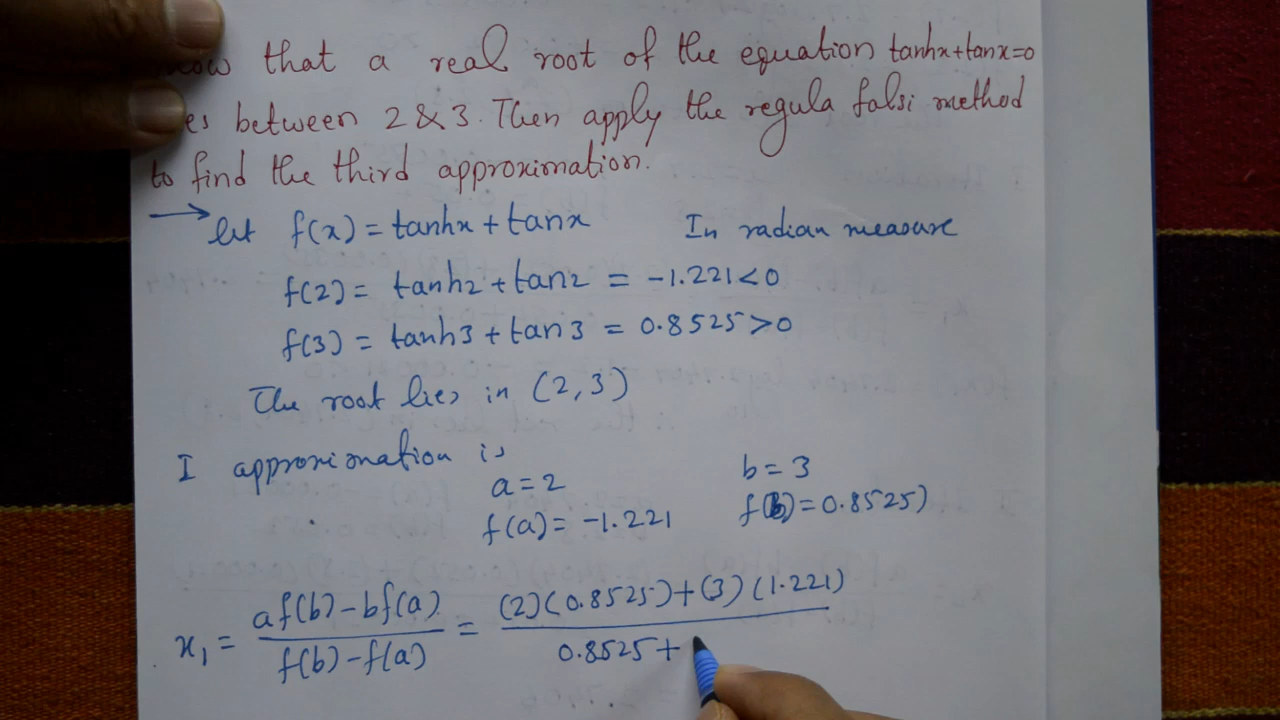 that a real root of the equation tanhx+tanx=0
between 2 & 3. Then apply the regula falsi method
to find the third approximation.
→ let f(x) = tanhx + tanx In radian measure
f(2) = tanh2 + tan2 = -1.221<0
f(3) = tanh3 + tan3 = 0.8525>0
The root lies in (2,3)
I approximation is
a=2 b=3
f(a) = -1.221 f(b)=0.8525)
x₁ = af(b)-bf(a) / f(b)-f(a) = (2)(0.8525)+(3)(1.221) / 0.8525+